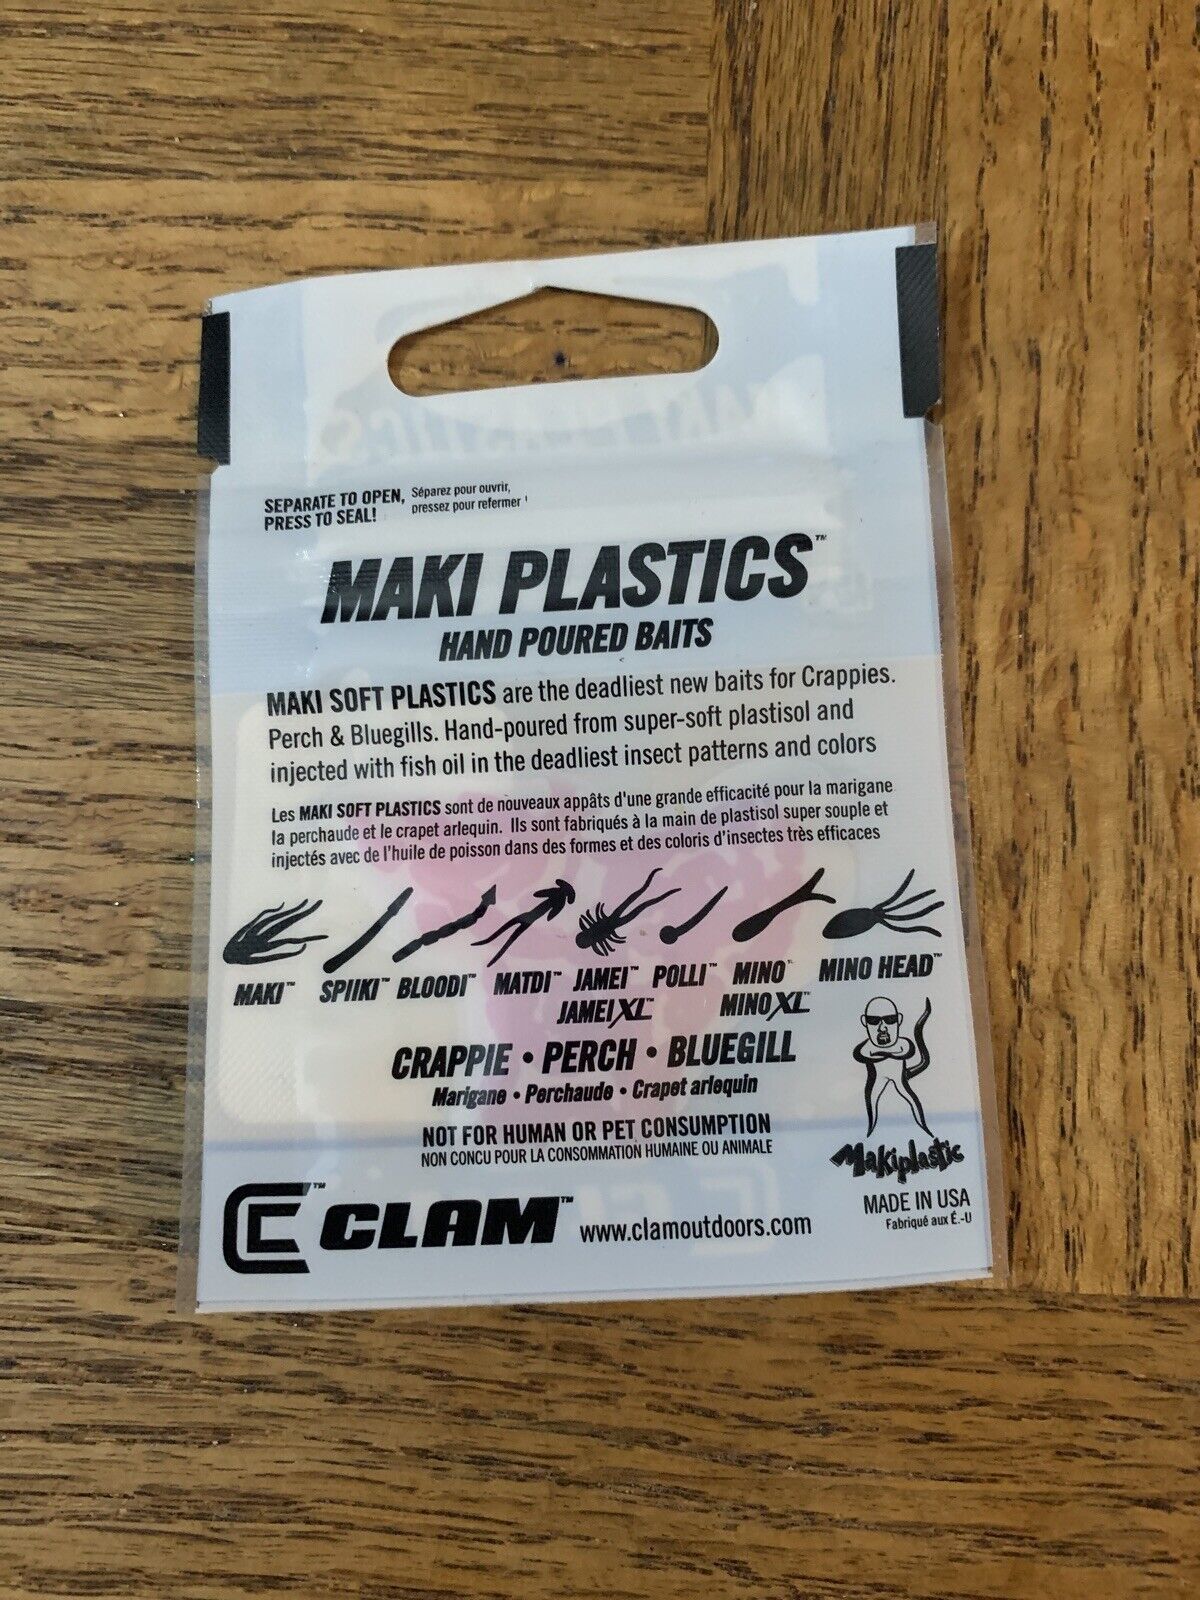 SEPARATE TO OPEN,
PRESS TO SEAL!
Séparez pour ouvrir,
pressez pour refermer !
MAKI PLASTICS™
HAND POURED BAITS
MAKI SOFT PLASTICS are the deadliest new baits for Crappies.
Perch & Bluegills. Hand-poured from super-soft plastisol and
injected with fish oil in the deadliest insect patterns and colors
Les MAKI SOFT PLASTICS sont de nouveaux appâts d'une grande efficacité pour la marigane
la perchaude et le crapet arlequin. Ils sont fabriqués à la main de plastisol super souple et
injectés avec de l'huile de poisson dans des formes et des coloris d'insectes très efficaces
MAKI™ SPIIKI™ BLOODI™ MATDI™ JAMEI™ POLLI™ MINO™ MINO HEAD™
JAMEI XL™ MINO XL™
CRAPPIE • PERCH • BLUEGILL
Marigane • Perchaude • Crapet arlequin
NOT FOR HUMAN OR PET CONSUMPTION
NON CONCU POUR LA CONSOMMATION HUMAINE OU ANIMALE
Makiplastic
MADE IN USA
Fabriqué aux É.-U
CLAM™ www.clamoutdoors.com